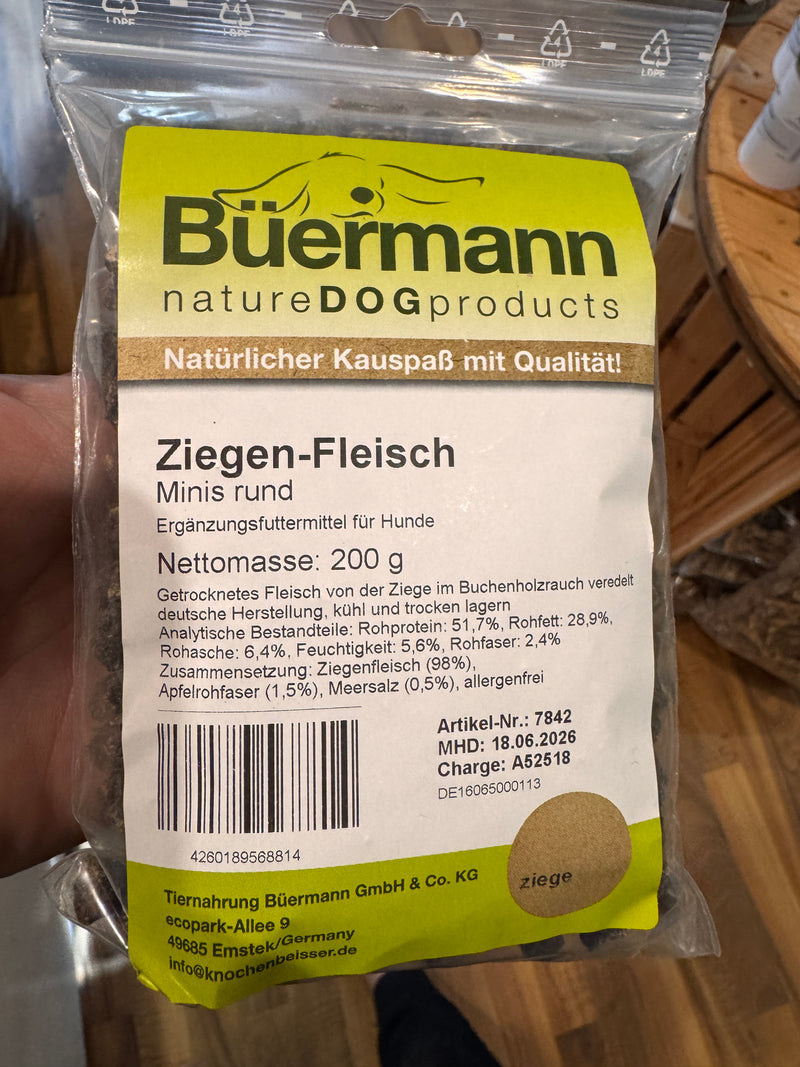 LDPE
LDPE
LDPE
LDPE
Büermann
natureDOGproducts
Natürlicher Kauspaß mit Qualität!
Ziegen-Fleisch
Minis rund
Ergänzungsfuttermittel für Hunde
Nettomasse: 200 g
Getrocknetes Fleisch von der Ziege im Buchenholzrauch veredelt
deutsche Herstellung, kühl und trocken lagern
Analytische Bestandteile: Rohprotein: 51,7%, Rohfett: 28,9%,
Rohasche: 6,4%, Feuchtigkeit: 5,6%, Rohfaser: 2,4%
Zusammensetzung: Ziegenfleisch (98%),
Apfelrohfaser (1,5%), Meersalz (0,5%), allergenfrei
Artikel-Nr.: 7842
MHD: 18.06.2026
Charge: A52518
DE16065000113
4260189568814
ziege
Tiernahrung Büermann GmbH & Co. KG
ecopark-Allee 9
49685 Emstek/Germany
info@knochenbeisser.de